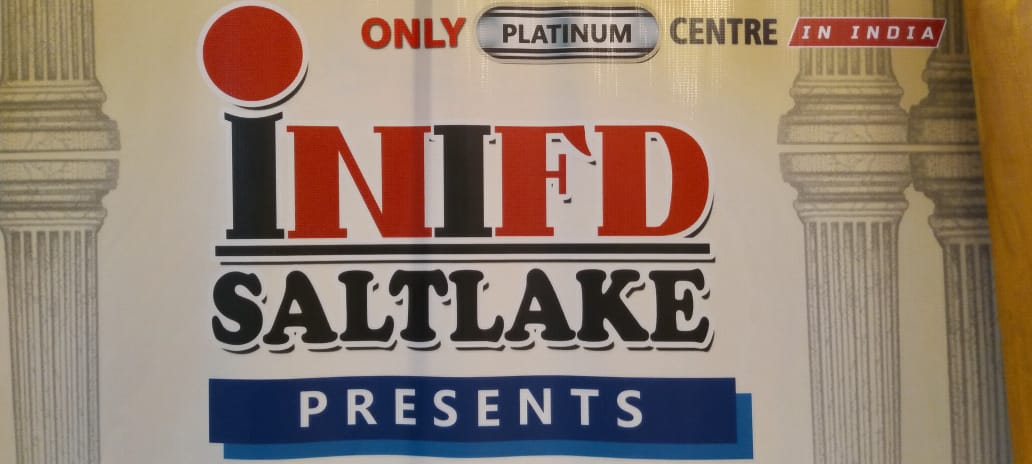 ONLY PLATINUM CENTRE IN INDIA
iNIFD
SALTLAKE
PRESENTS